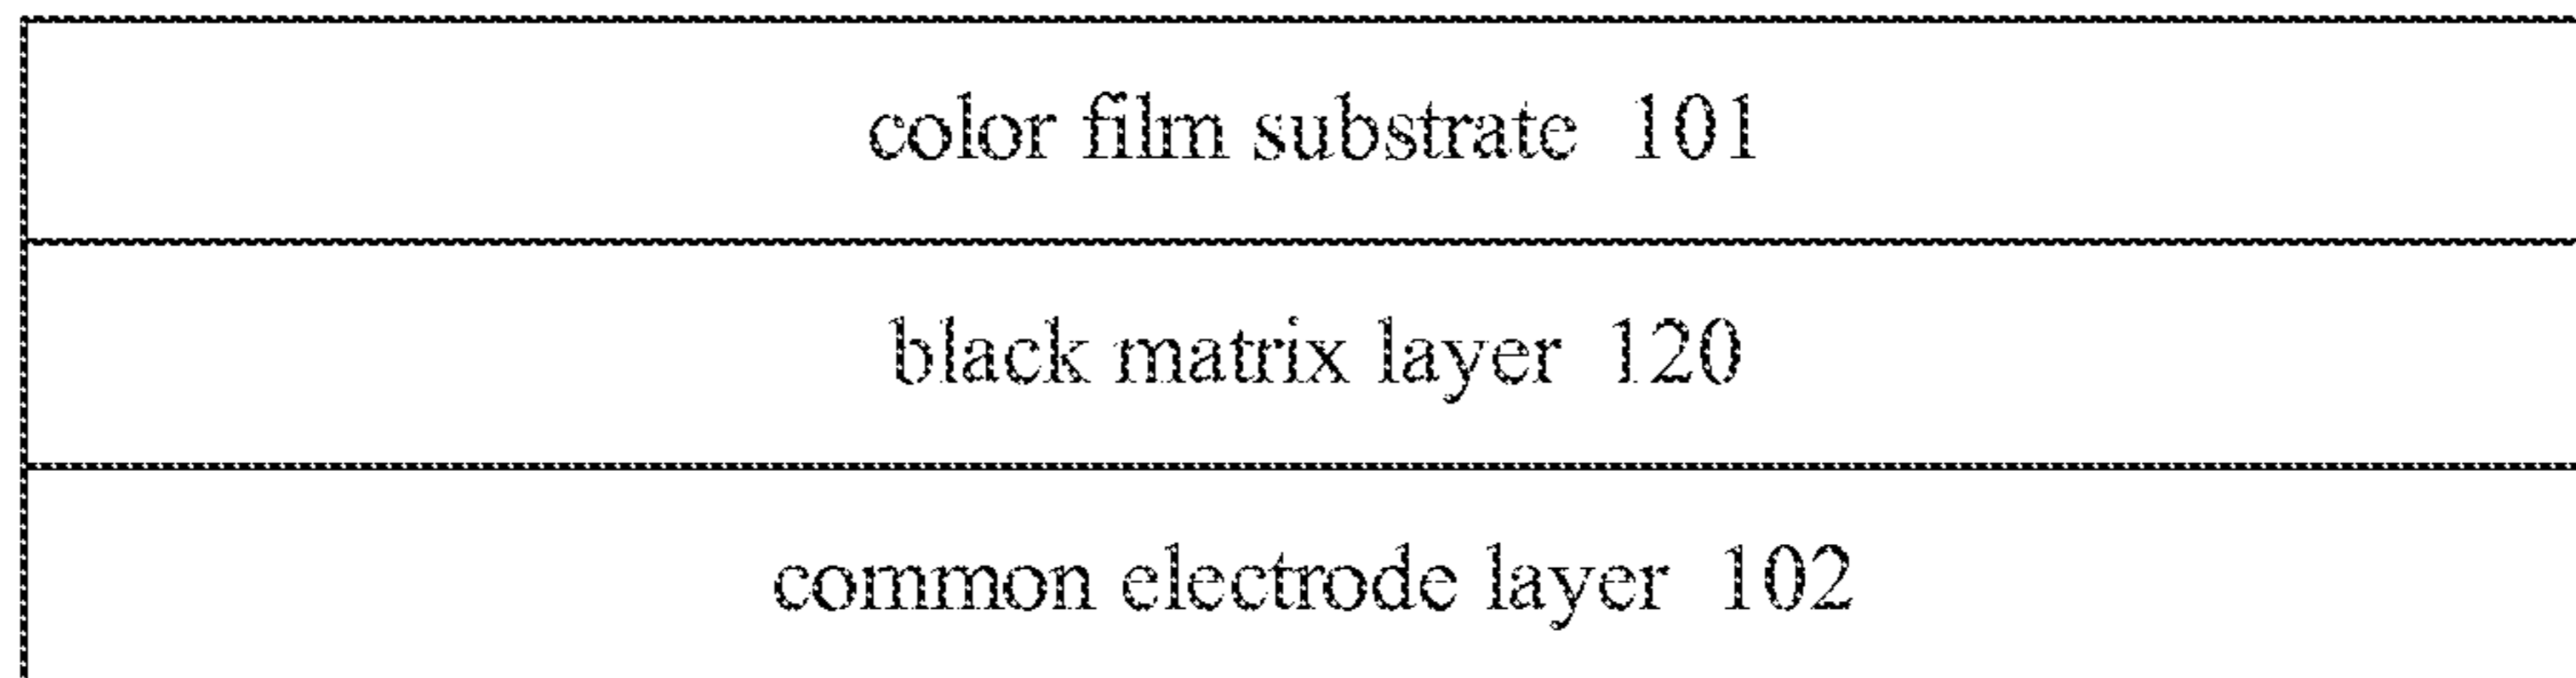 color film substrate 101
black matrix layer 120
common electrode layer 102